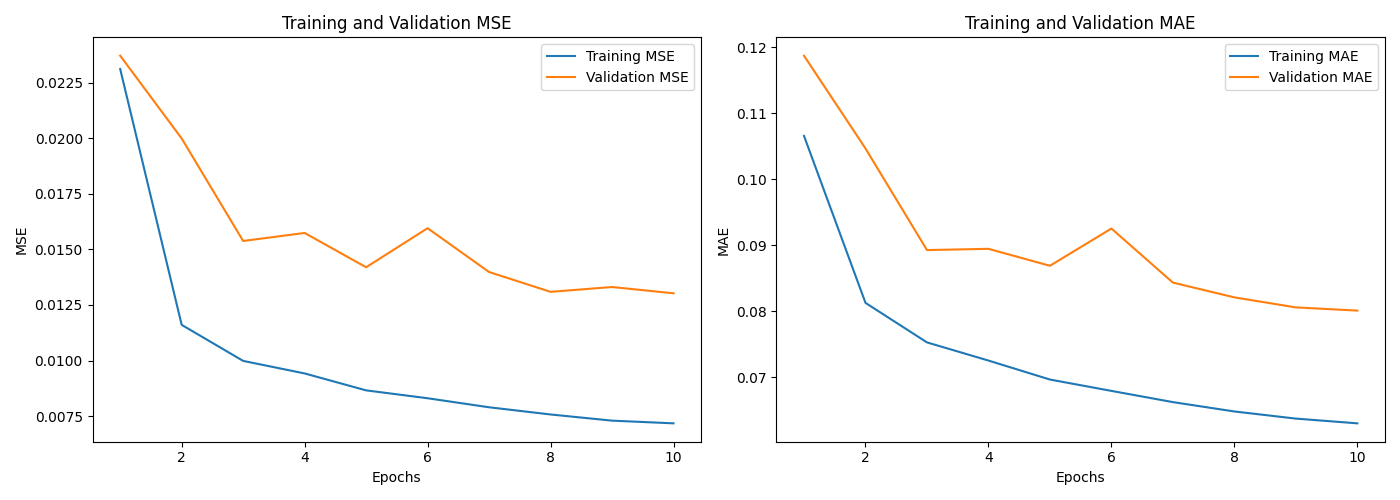 Training and Validation MSE
Training MSE
Validation MSE
0.0225
0.0200
0.0175
0.0150
0.0125
0.0100
0.0075
MSE
2 4 6 8 10
Epochs
Training and Validation MAE
Training MAE
Validation MAE
0.12
0.11
0.10
0.09
0.08
0.07
MAE
2 4 6 8 10
Epochs